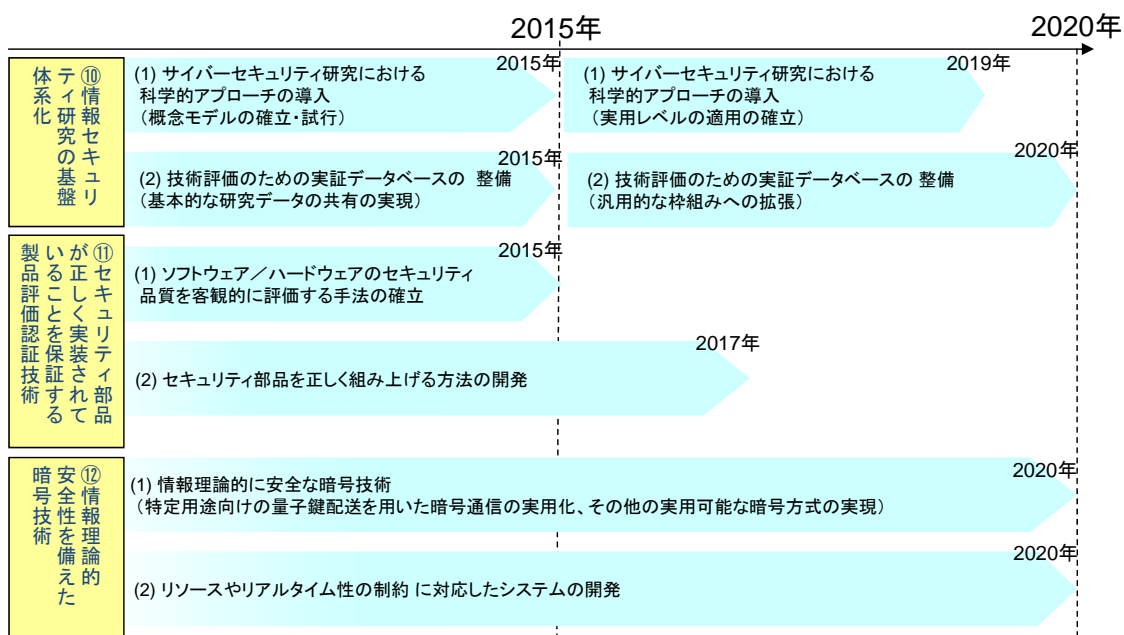 2015年
2020年
⑩情報セキュリ
ティ研究の基盤
体系化
2015年
(1) サイバーセキュリティ研究における
科学的アプローチの導入
（概念モデルの確立・試行）
2019年
(1) サイバーセキュリティ研究における
科学的アプローチの導入
（実用レベルの適用の確立）
2015年
(2) 技術評価のための実証データベースの 整備
（基本的な研究データの共有の実現）
2020年
(2) 技術評価のための実証データベースの 整備
（汎用的な枠組みへの拡張）
⑪セキュリティ部品
が正しく実装されて
いることを保証する
製品評価認証技術
2015年
(1) ソフトウェア／ハードウェアのセキュリティ
品質を客観的に評価する手法の確立
2017年
(2) セキュリティ部品を正しく組み上げる方法の開発
⑫情報理論的
安全性を備えた
暗号技術
2020年
(1) 情報理論的に安全な暗号技術
（特定用途向けの量子鍵配送を用いた暗号通信の実用化、その他の実用可能な暗号方式の実現）
2020年
(2) リソースやリアルタイム性の制約 に対応したシステムの開発